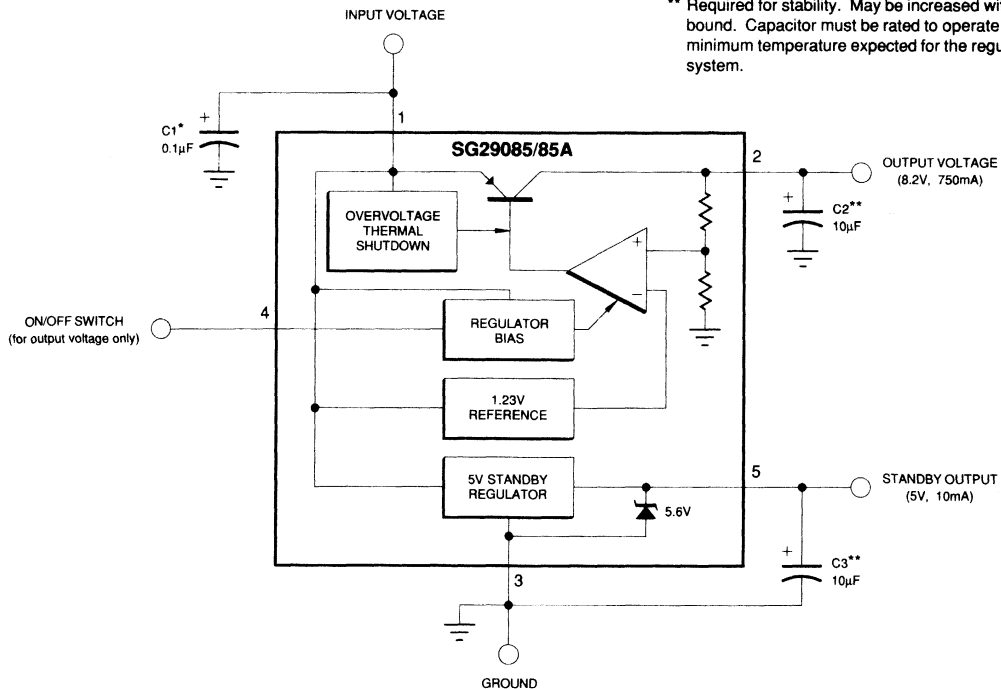 ** Required for stability. May be increased wi
bound. Capacitor must be rated to operate
minimum temperature expected for the regu
system.
INPUT VOLTAGE
C1*
0.1µF
+
1
SG29085/85A
2
OUTPUT VOLTAGE
(8.2V, 750mA)
+
C2**
10µF
OVERVOLTAGE
THERMAL
SHUTDOWN
+
−
ON/OFF SWITCH
(for output voltage only)
4
REGULATOR
BIAS
1.23V
REFERENCE
5V STANDBY
REGULATOR
5.6V
5
STANDBY OUTPUT
(5V, 10mA)
+
C3**
10µF
3
GROUND